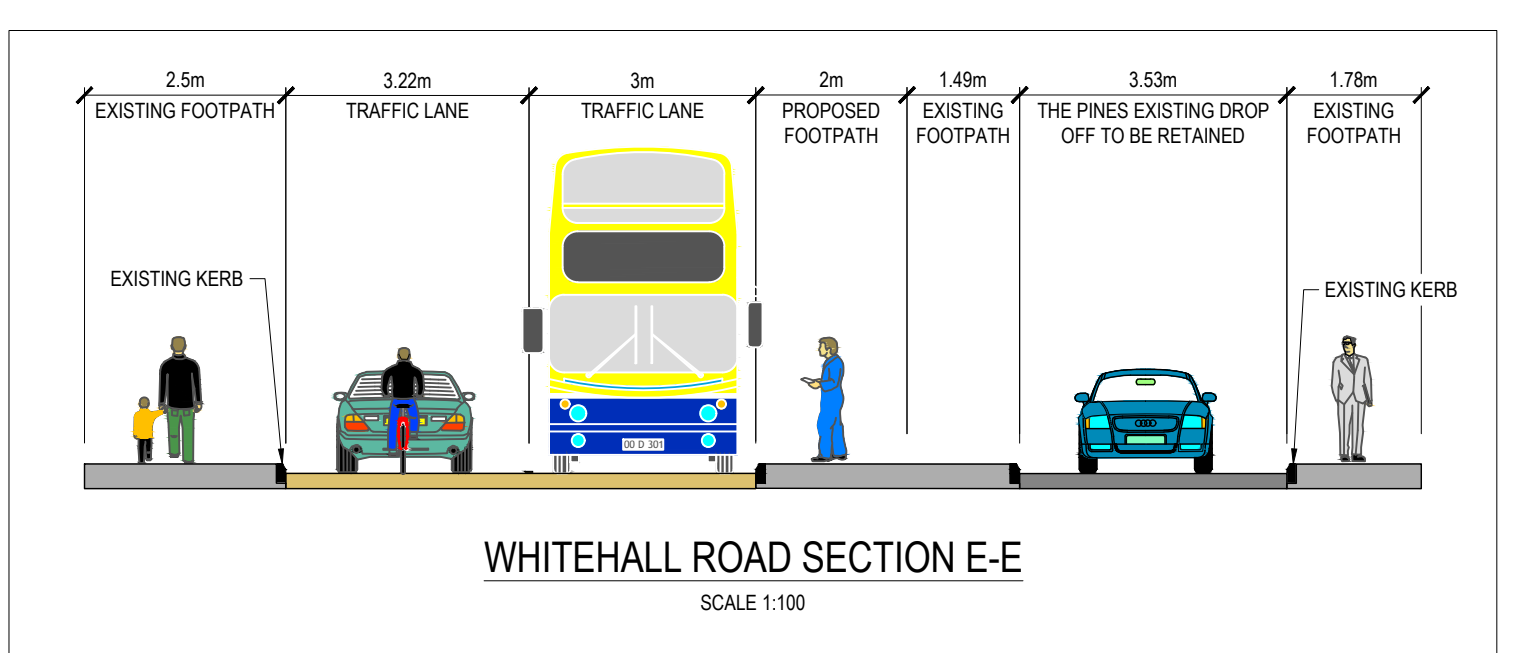 2.5m
3.22m
3m
2m
1.49m
3.53m
1.78m
EXISTING FOOTPATH
TRAFFIC LANE
TRAFFIC LANE
PROPOSED
FOOTPATH
EXISTING
FOOTPATH
THE PINES EXISTING DROP
OFF TO BE RETAINED
EXISTING
FOOTPATH
EXISTING KERB
EXISTING KERB
00 D 301
WHITEHALL ROAD SECTION E-E
SCALE 1:100